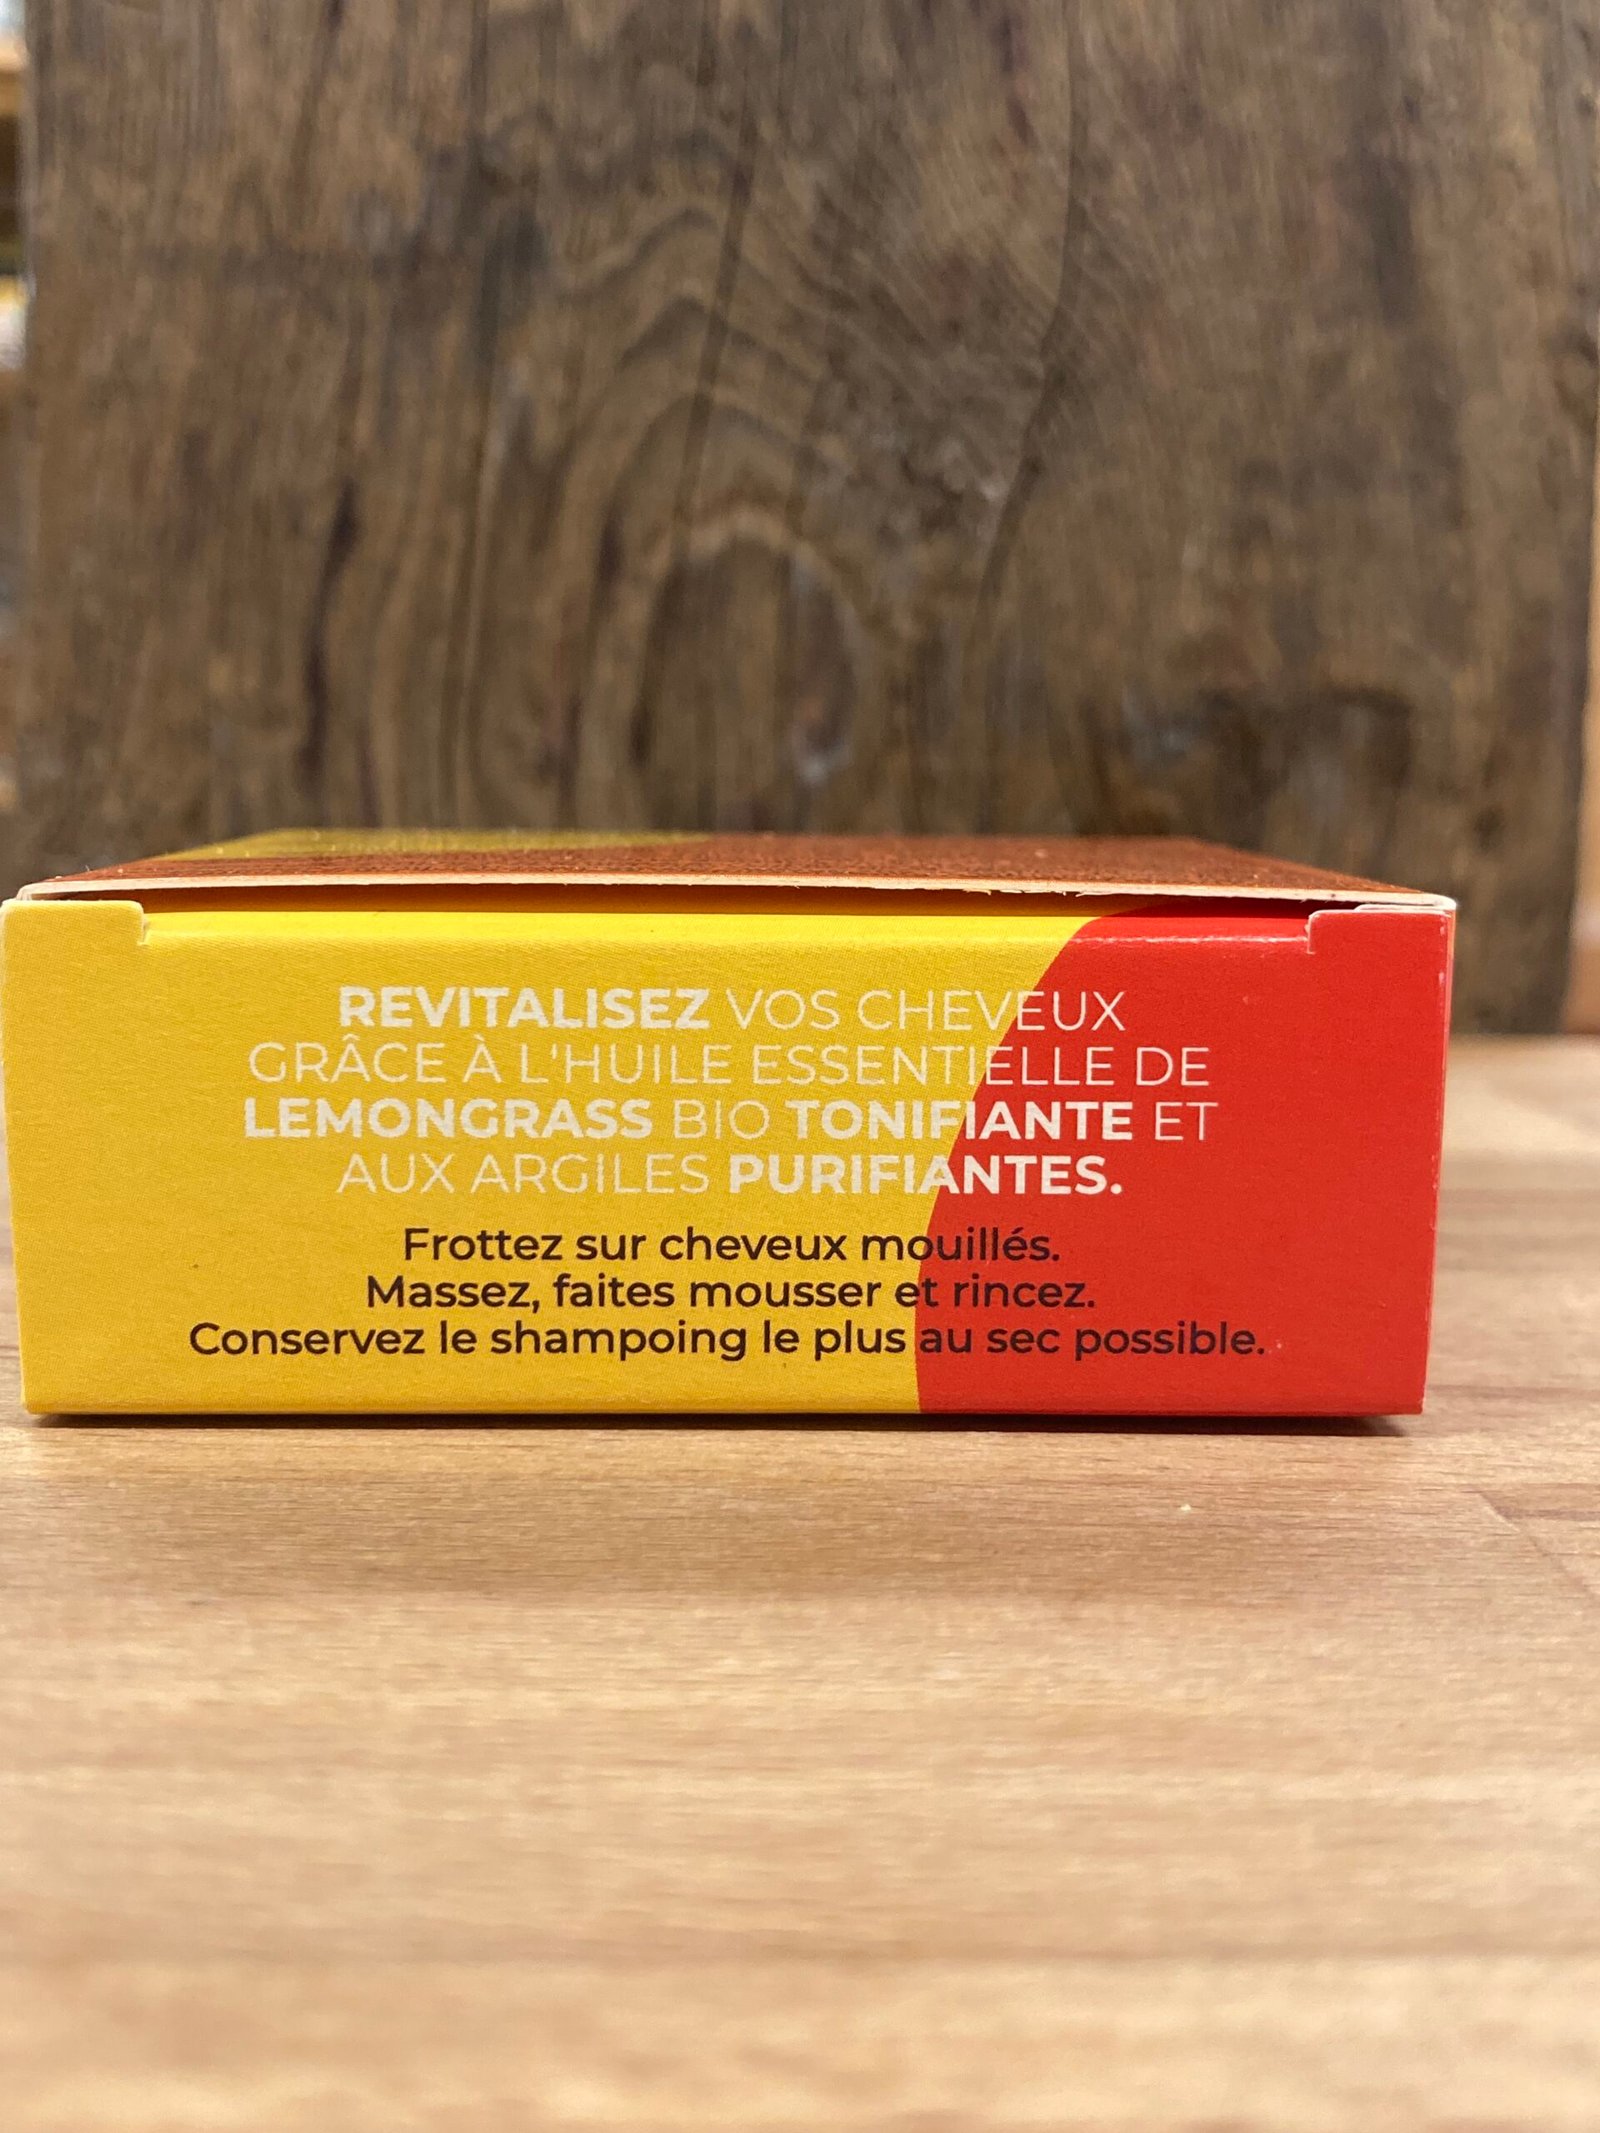 REVITALISEZ VOS CHEVEUX
GRÂCE À L'HUILE ESSENTIELLE DE
LEMONGRASS BIO TONIFIANTE ET
AUX ARGILES PURIFIANTES.
Frottez sur cheveux mouillés.
Massez, faites mousser et rincez.
Conservez le shampoing le plus au sec possible.